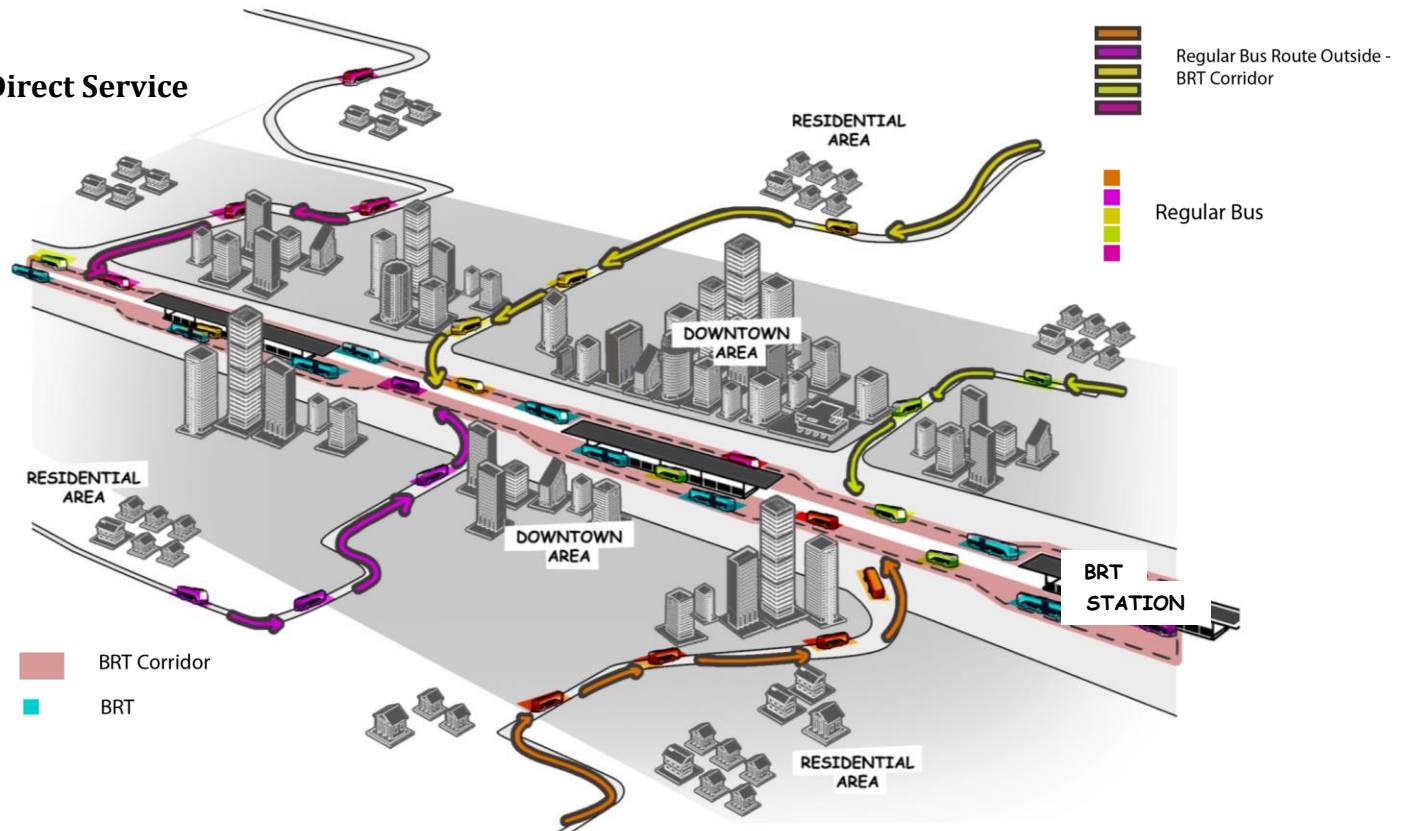 Direct Service
Regular Bus Route Outside -
BRT Corridor
RESIDENTIAL
AREA
Regular Bus
DOWNTOWN
AREA
RESIDENTIAL
AREA
DOWNTOWN
AREA
BRT
STATION
BRT Corridor
BRT
RESIDENTIAL
AREA